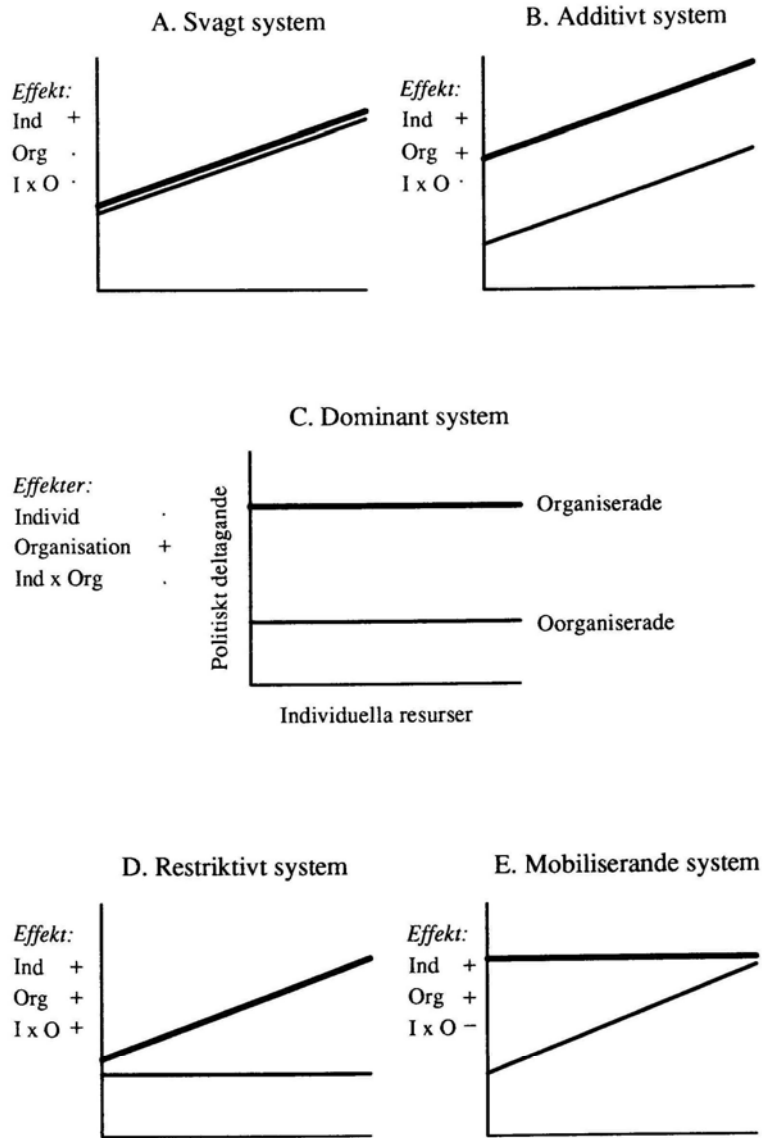 A. Svagt system
Effekt:
Ind +
Org ·
I x O ·
B. Additivt system
Effekt:
Ind +
Org +
I x O ·
C. Dominant system
Effekter:
Individ ·
Organisation +
Ind x Org ·
Politiskt deltagande
Organiserade
Oorganiserade
Individuella resurser
D. Restriktivt system
Effekt:
Ind +
Org +
I x O +
E. Mobiliserande system
Effekt:
Ind +
Org +
I x O −